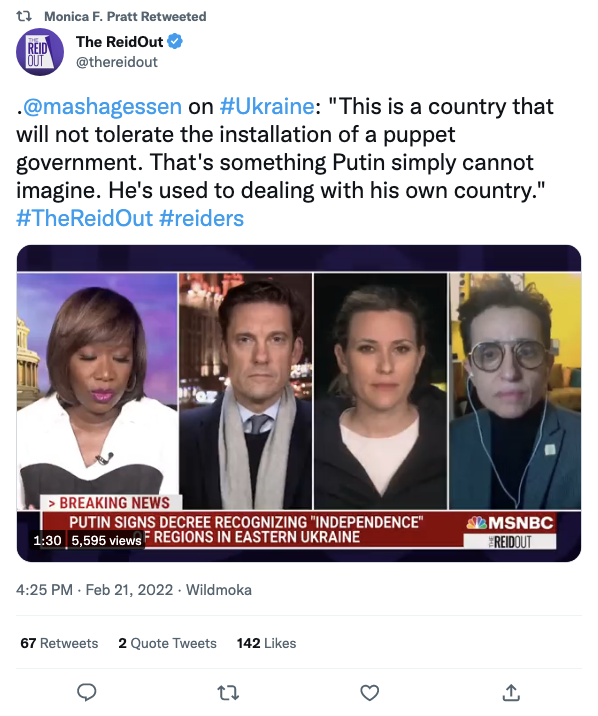 Monica F. Pratt Retweeted
THE
REID
OUT
The ReidOut
@thereidout
.@mashagessen on #Ukraine: "This is a country that
will not tolerate the installation of a puppet
government. That's something Putin simply cannot
imagine. He's used to dealing with his own country."
#TheReidOut #reiders
> BREAKING NEWS
PUTIN SIGNS DECREE RECOGNIZING "INDEPENDENCE"
F REGIONS IN EASTERN UKRAINE
1:30 5,595 views
MSNBC
THE REIDOUT
4:25 PM · Feb 21, 2022 · Wildmoka
67 Retweets 2 Quote Tweets 142 Likes